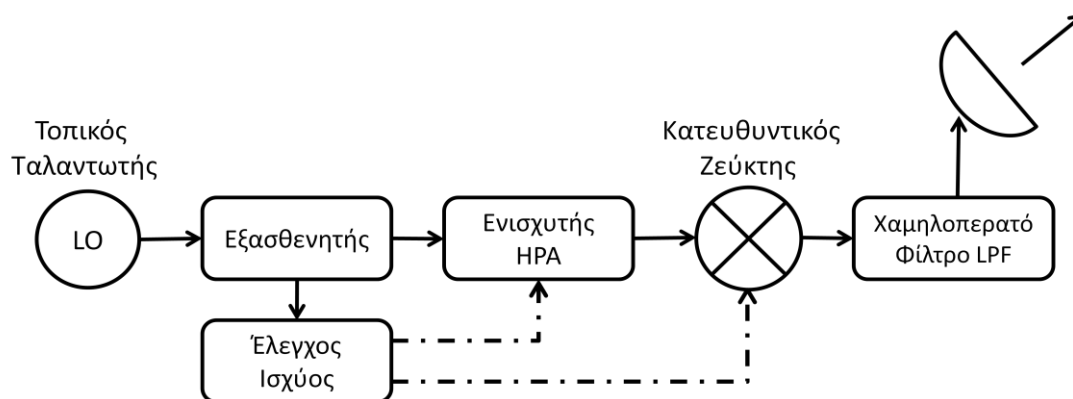 Τοπικός
Ταλαντωτής
LO
Εξασθενητής
Ενισχυτής
HPA
Κατευθυντικός
Ζεύκτης
Χαμηλοπερατό
Φίλτρο LPF
Έλεγχος
Ισχύος